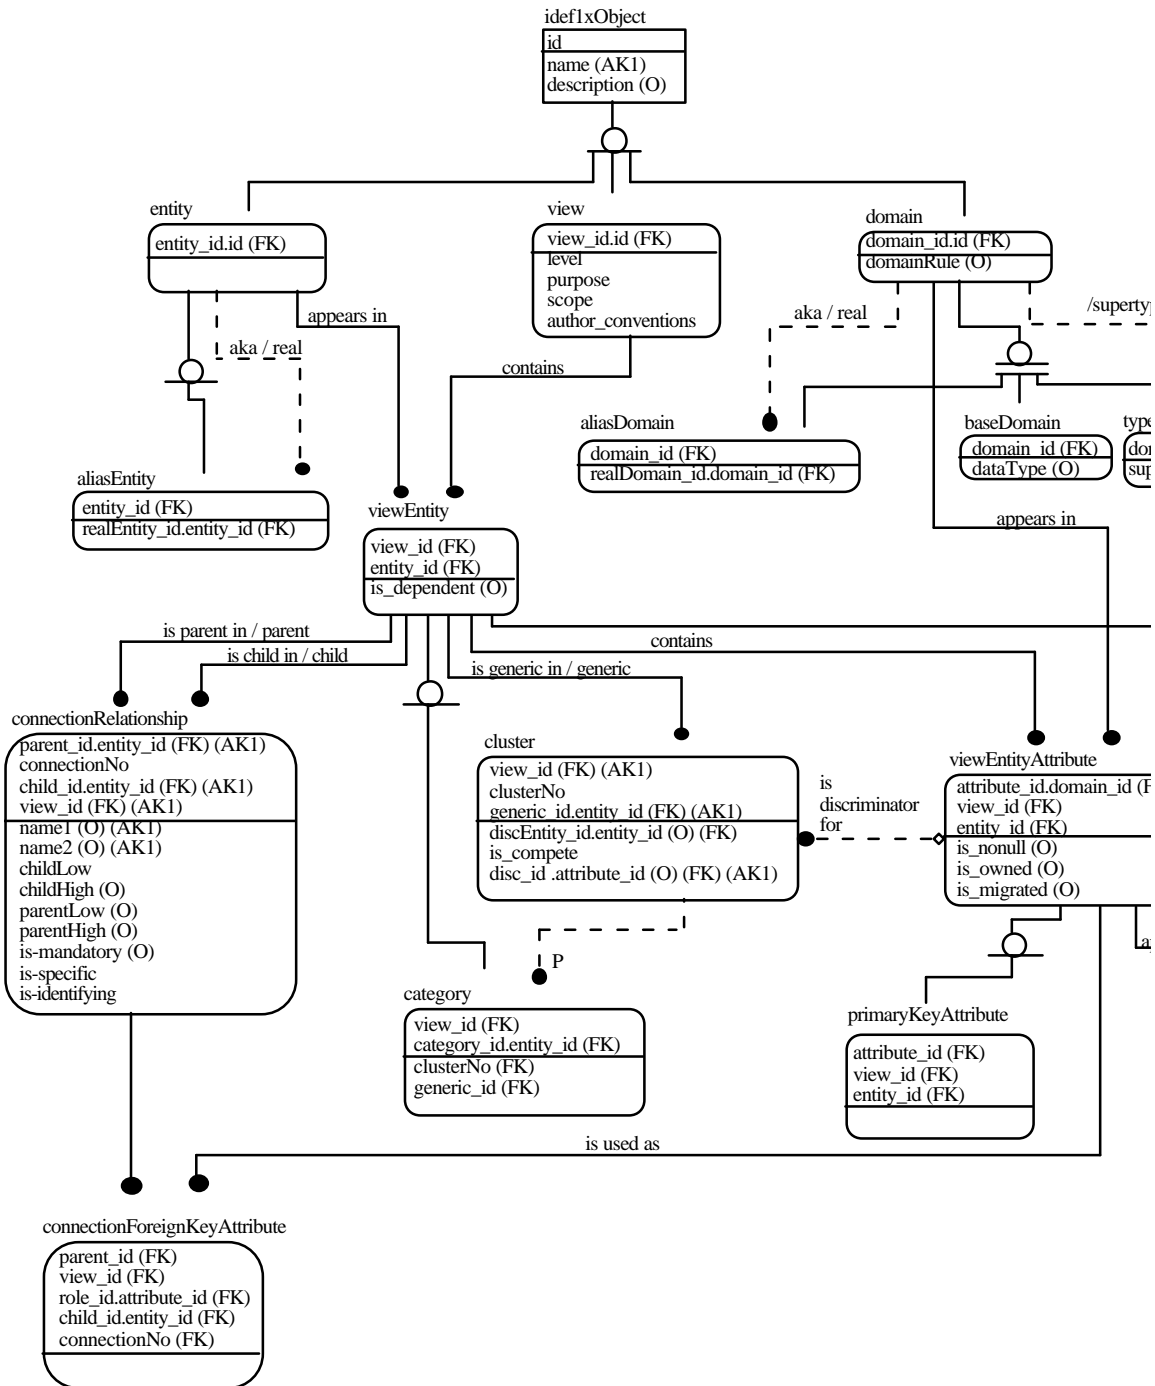 idef1xObject
id
name (AK1)
description (O)
entity
entity_id.id (FK)
view
view_id.id (FK)
level
purpose
scope
author_conventions
domain
domain_id.id (FK)
domainRule (O)
appears in
aka / real
contains
aka / real
/supertyp
aliasEntity
entity_id (FK)
realEntity_id.entity_id (FK)
aliasDomain
domain_id (FK)
realDomain_id.domain_id (FK)
baseDomain
domain_id (FK)
dataType (O)
type
dom
sup
appears in
viewEntity
view_id (FK)
entity_id (FK)
is_dependent (O)
is parent in / parent
is child in / child
is generic in / generic
contains
connectionRelationship
parent_id.entity_id (FK) (AK1)
connectionNo
child_id.entity_id (FK) (AK1)
view_id (FK) (AK1)
name1 (O) (AK1)
name2 (O) (AK1)
childLow
childHigh (O)
parentLow (O)
parentHigh (O)
is-mandatory (O)
is-specific
is-identifying
cluster
view_id (FK) (AK1)
clusterNo
generic_id.entity_id (FK) (AK1)
discEntity_id.entity_id (O) (FK)
is_compete
disc_id .attribute_id (O) (FK) (AK1)
is
discriminator
for
viewEntityAttribute
attribute_id.domain_id (F
view_id (FK)
entity_id (FK)
is_nonull (O)
is_owned (O)
is_migrated (O)
ap
P
category
view_id (FK)
category_id.entity_id (FK)
clusterNo (FK)
generic_id (FK)
primaryKeyAttribute
attribute_id (FK)
view_id (FK)
entity_id (FK)
is used as
connectionForeignKeyAttribute
parent_id (FK)
view_id (FK)
role_id.attribute_id (FK)
child_id.entity_id (FK)
connectionNo (FK)